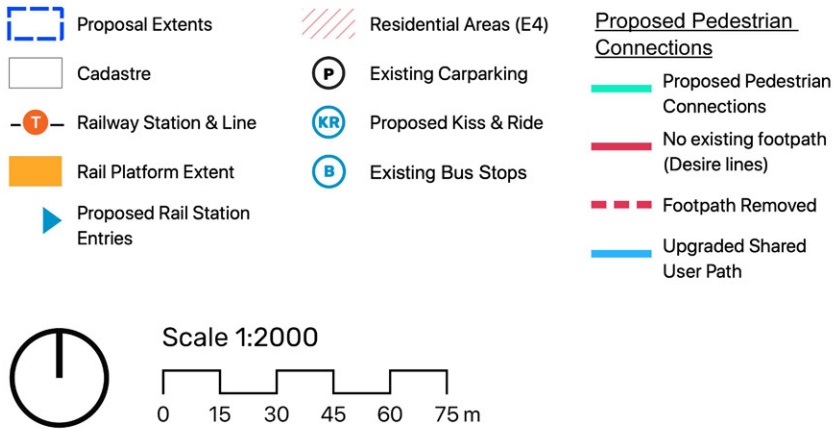 Proposal Extents
Cadastre
T
Railway Station & Line
Rail Platform Extent
Proposed Rail Station
Entries
Residential Areas (E4)
P
Existing Carparking
KR
Proposed Kiss & Ride
B
Existing Bus Stops
Proposed Pedestrian
Connections
Proposed Pedestrian
Connections
No existing footpath
(Desire lines)
Footpath Removed
Upgraded Shared
User Path
Scale 1:2000
0 15 30 45 60 75 m